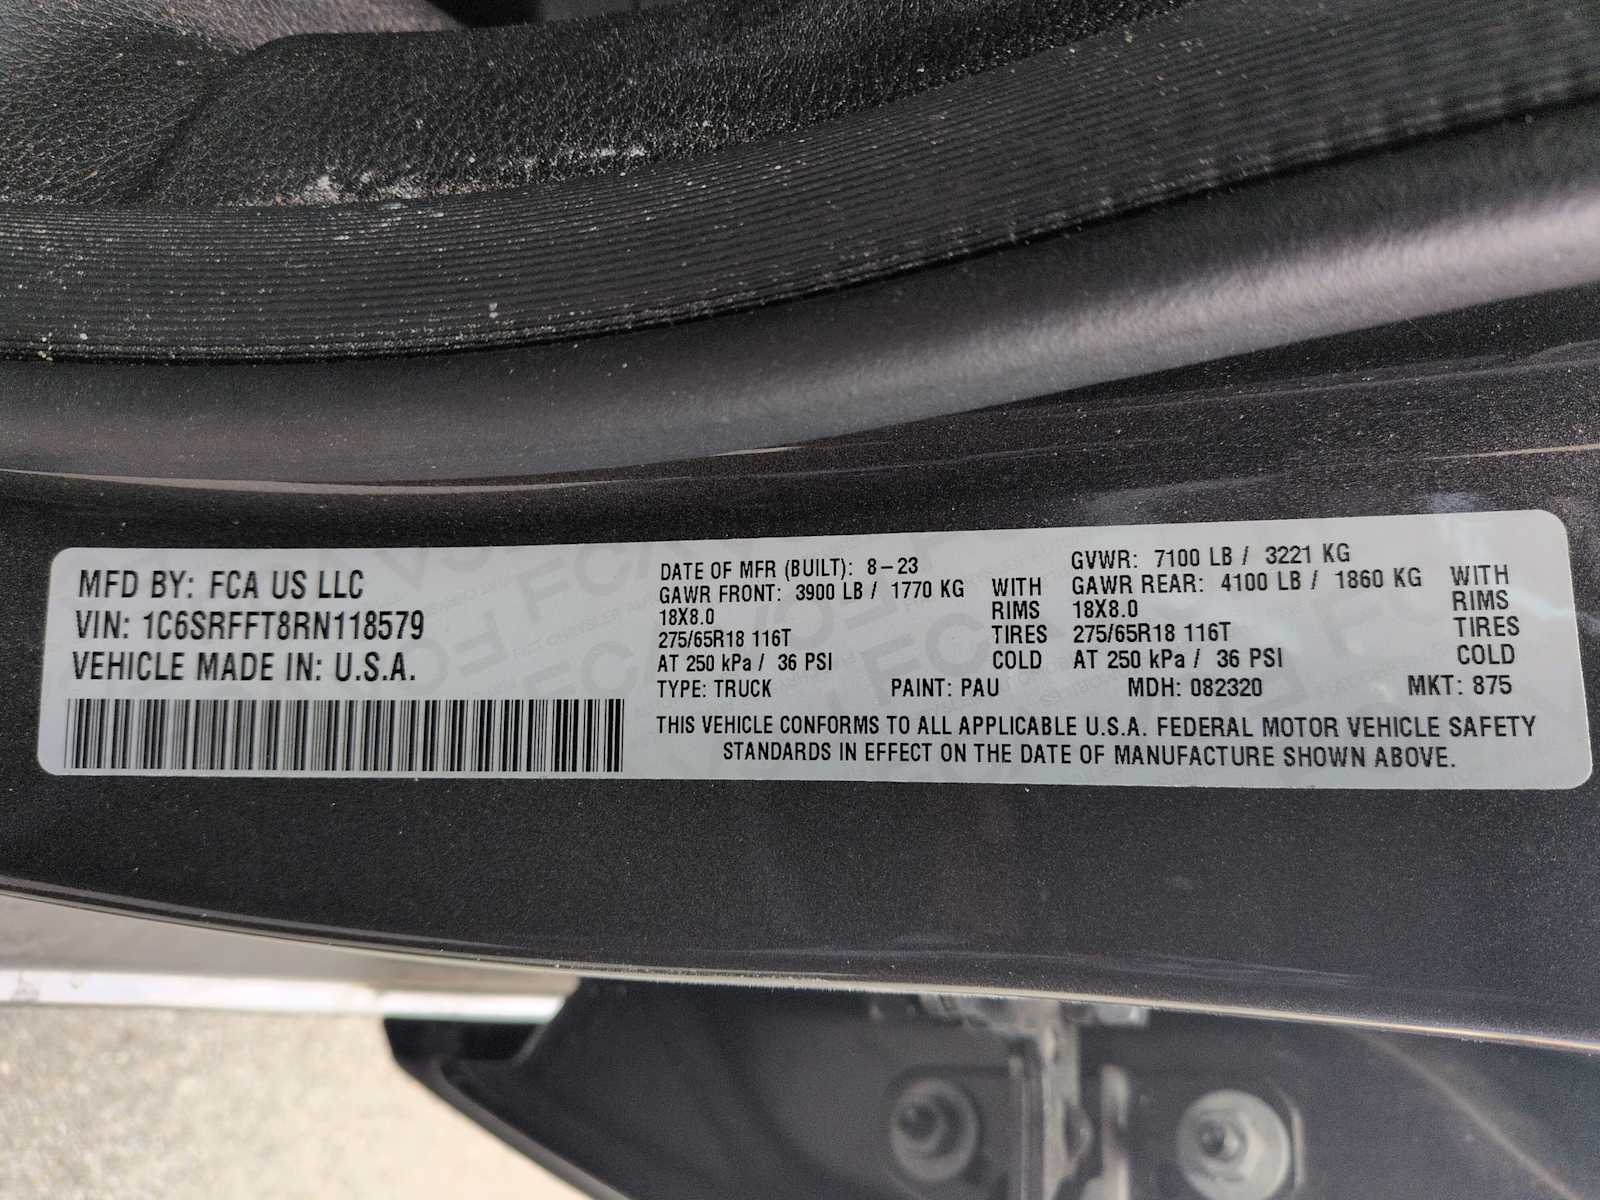 MFD BY: FCA US LLC
VIN: 1C6SRFFT8RN118579
VEHICLE MADE IN: U.S.A.
DATE OF MFR (BUILT): 8-23
GAWR FRONT: 3900 LB / 1770 KG WITH
18X8.0 RIMS
275/65R18 116T TIRES
AT 250 kPa / 36 PSI COLD
GVWR: 7100 LB / 3221 KG
GAWR REAR: 4100 LB / 1860 KG WITH
18X8.0 RIMS
275/65R18 116T TIRES
AT 250 kPa / 36 PSI COLD
TYPE: TRUCK PAINT: PAU MDH: 082320 MKT: 875
THIS VEHICLE CONFORMS TO ALL APPLICABLE U.S.A. FEDERAL MOTOR VEHICLE SAFETY
STANDARDS IN EFFECT ON THE DATE OF MANUFACTURE SHOWN ABOVE.